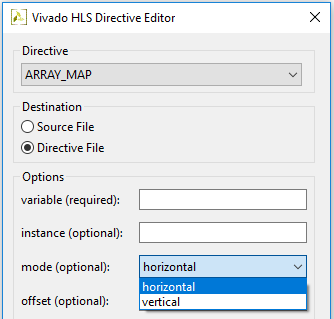 Vivado HLS Directive Editor
Directive
ARRAY_MAP
Destination
Source File
Directive File
Options
variable (required):
instance (optional):
mode (optional): horizontal
horizontal
offset (optional): vertical